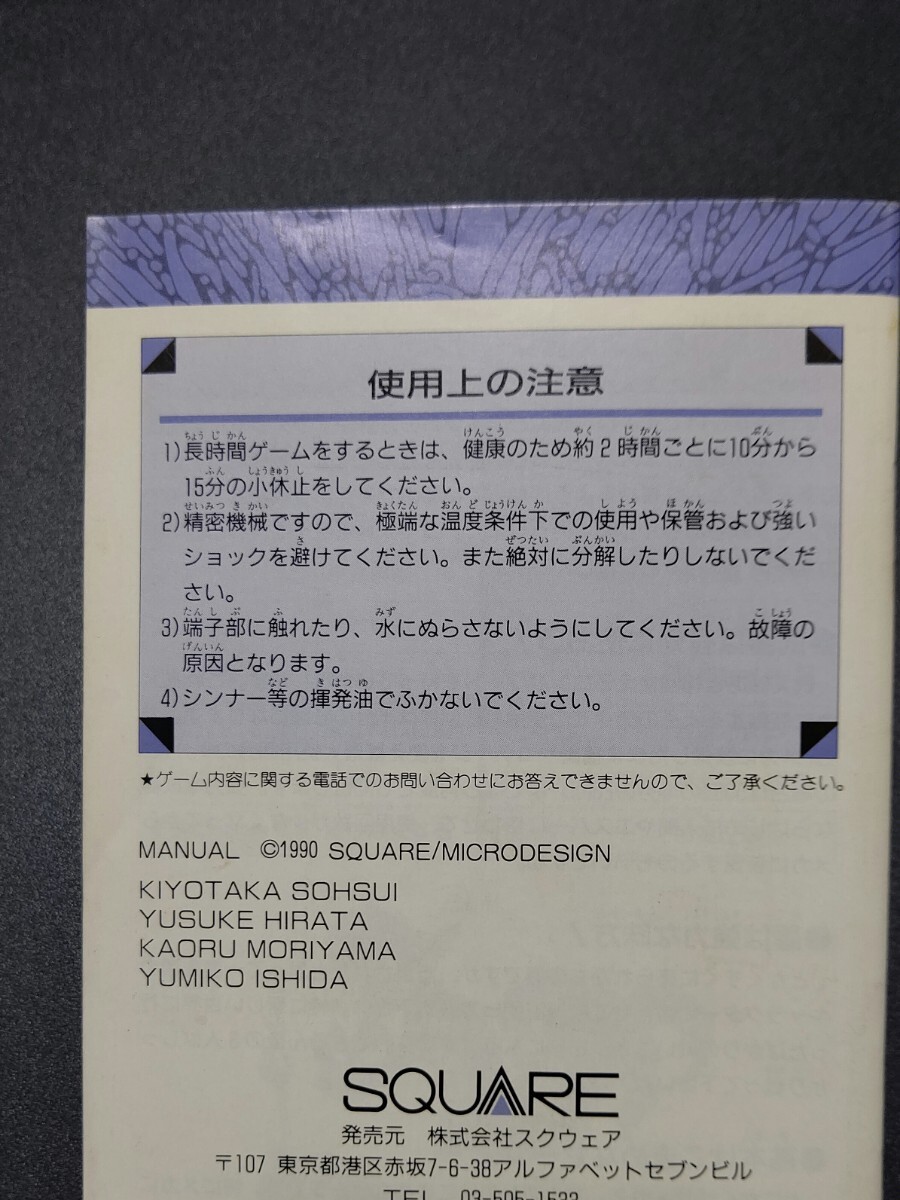 使用上の注意
1)長時間ゲームをするときは、健康のため約2時間ごとに10分から
15分の小休止をしてください。
2)精密機械ですので、極端な温度条件下での使用や保管および強い
ショックを避けてください。また絶対に分解したりしないでくだ
さい。
3)端子部に触れたり、水にぬらさないようにしてください。故障の
原因となります。
4)シンナー等の揮発油でふかないでください。
★ゲーム内容に関する電話でのお問い合わせにお答えできませんので、ご了承ください。
MANUAL ©1990 SQUARE/MICRODESIGN
KIYOTAKA SOHSUI
YUSUKE HIRATA
KAORU MORIYAMA
YUMIKO ISHIDA
SQUARE
発売元 株式会社スクウェア
〒107 東京都港区赤坂7-6-38アルファベットセブンビル
TEL